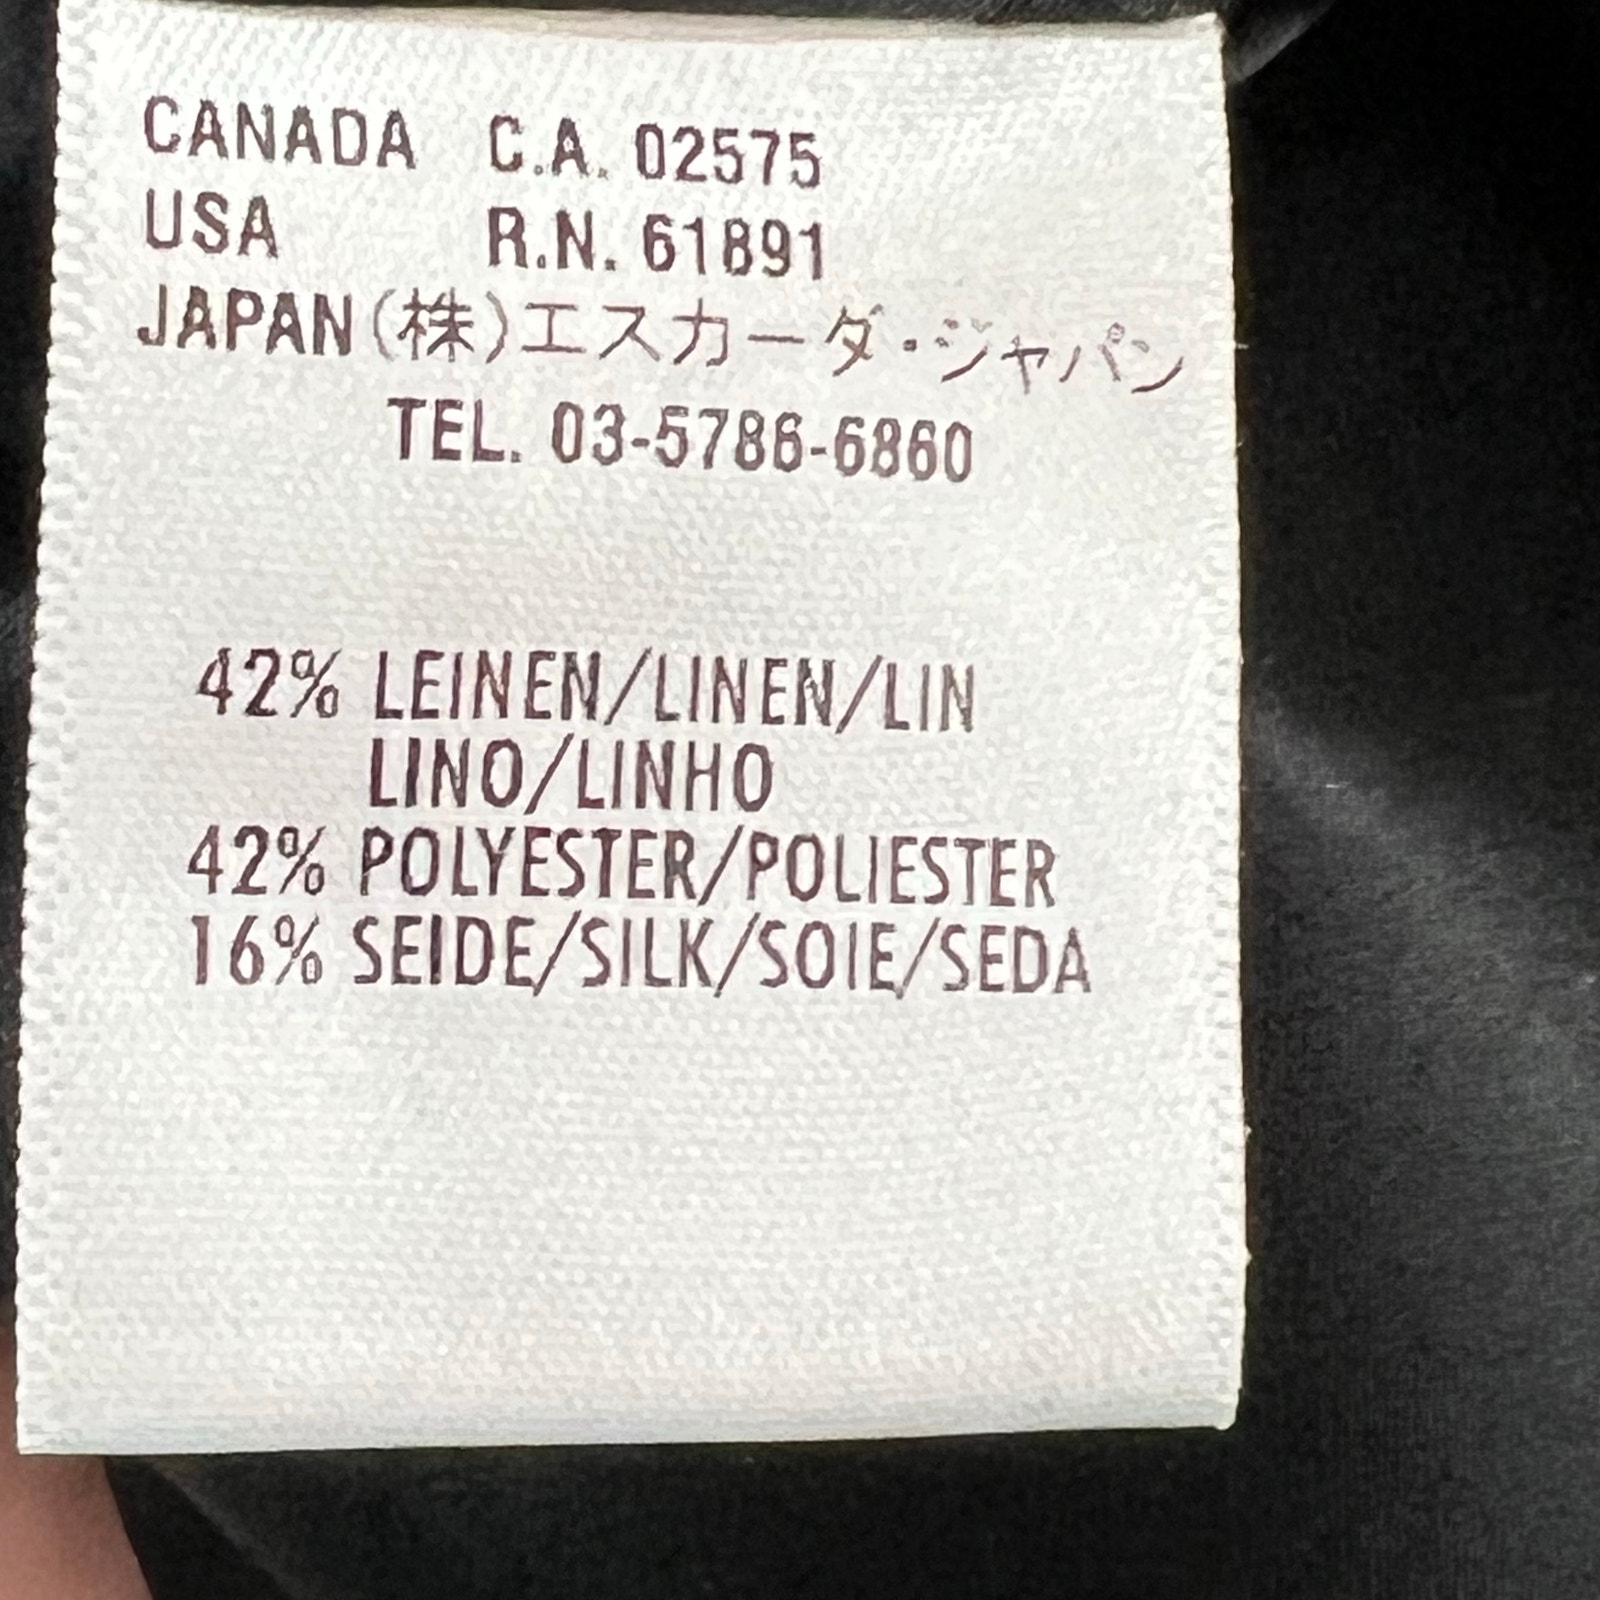 CANADA C.A. 02575
USA R.N. 61891
JAPAN (株)エスカーダ・ジャパン
TEL. 03-5786-6860
42% LEINEN/LINEN/LIN
LINO/LINHO
42% POLYESTER/POLIESTER
16% SEIDE/SILK/SOIE/SEDA